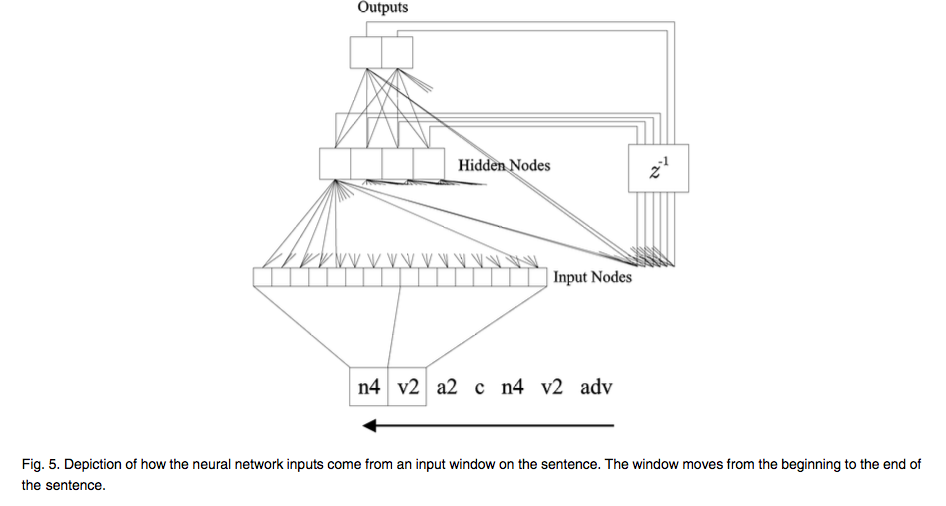 Outputs
z-1
Hidden Nodes
Input Nodes
n4 v2 a2 c n4 v2 adv
Fig. 5. Depiction of how the neural network inputs come from an input window on the sentence. The window moves from the beginning to the end of
the sentence.